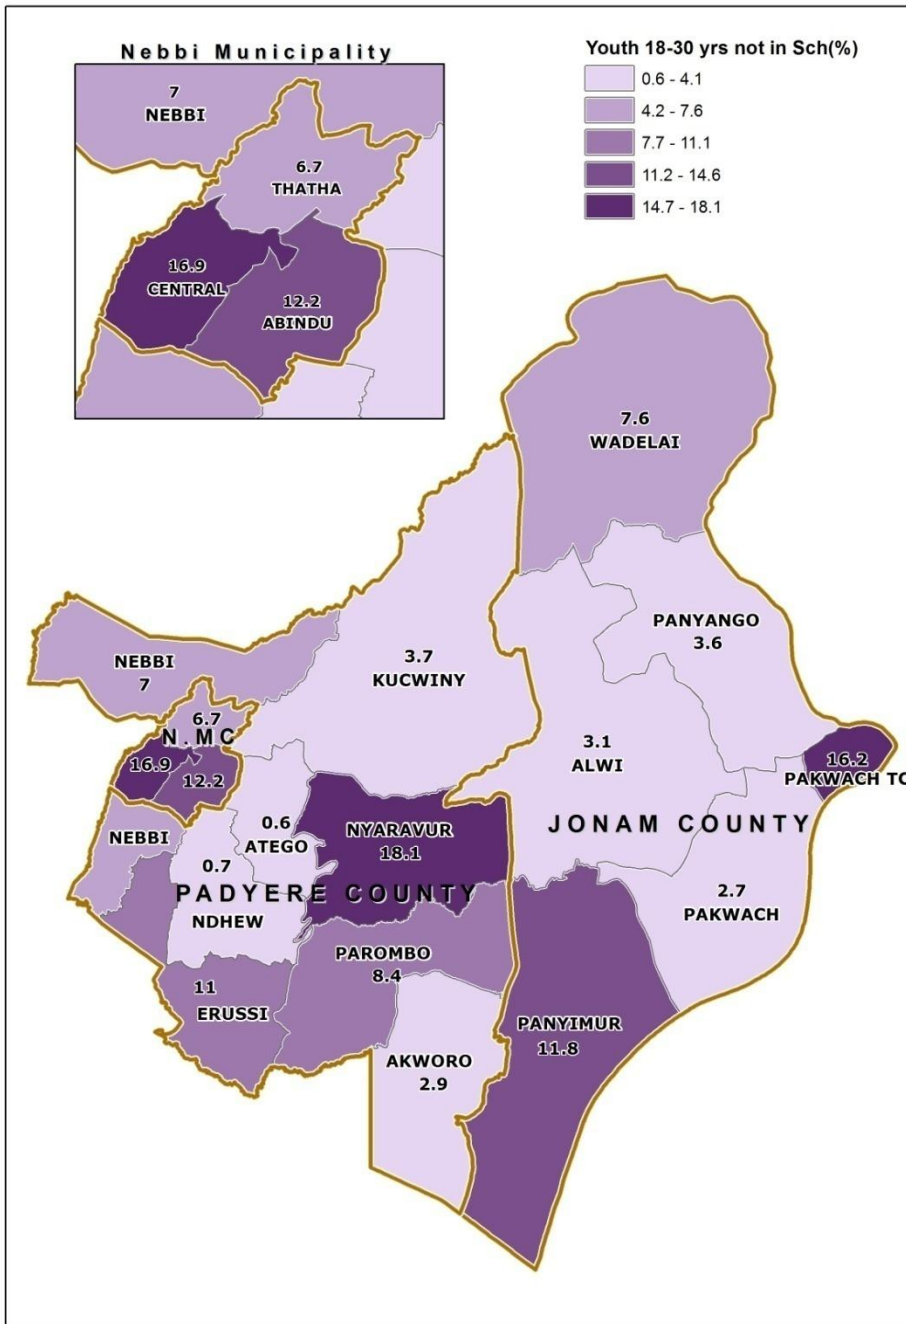 Nebbi Municipality
7
NEBBI
6.7
THATHA
16.9
CENTRAL
12.2
ABINDU
Youth 18-30 yrs not in Sch(%)
0.6 - 4.1
4.2 - 7.6
7.7 - 11.1
11.2 - 14.6
14.7 - 18.1
7.6
WADELAI
PANYANGO
3.6
3.7
KUCWINY
NEBBI
7
6.7
N.MC
16.9
12.2
3.1
ALWI
16.2
PAKWACH TC
JONAM COUNTY
0.6
ATEGO
NYARAVUR
18.1
NEBBI
0.7
NDHEW
PADYERE COUNTY
2.7
PAKWACH
PAROMBO
8.4
11
ERUSSI
PANYIMUR
11.8
AKWORO
2.9